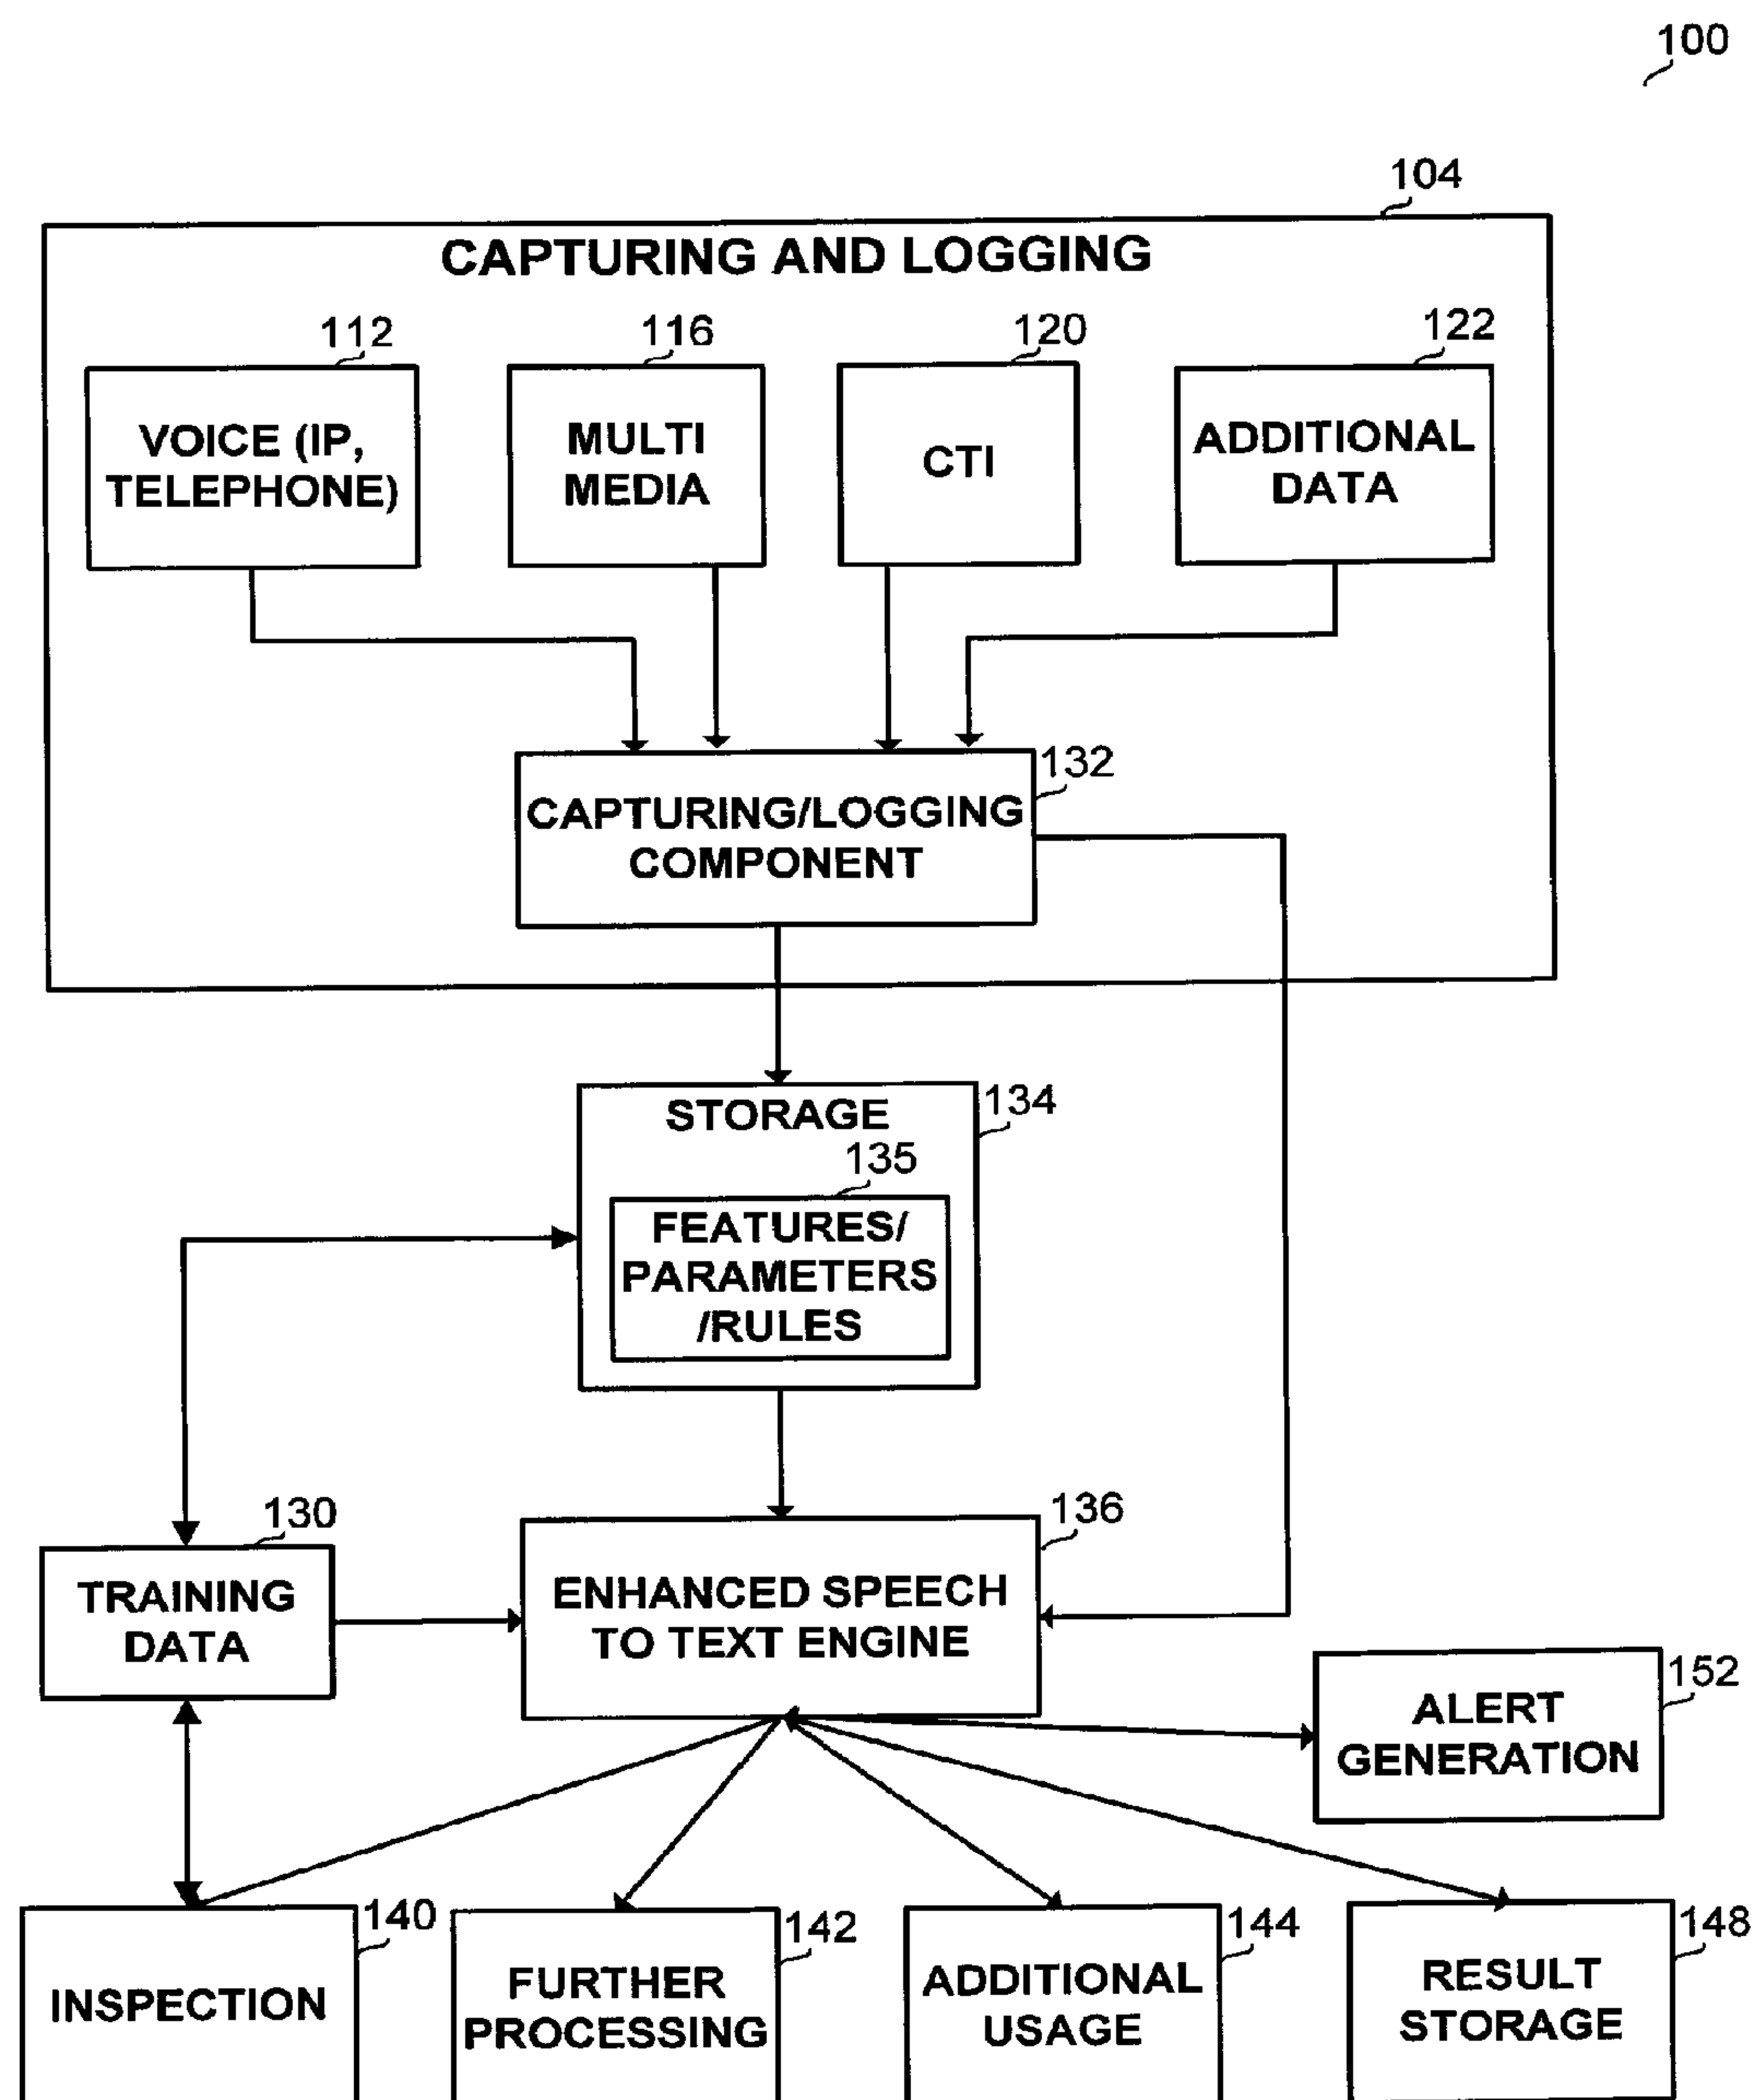 100
104
CAPTURING AND LOGGING
112
116
120
122
VOICE (IP,
TELEPHONE)
MULTI
MEDIA
CTI
ADDITIONAL
DATA
132
CAPTURING/LOGGING
COMPONENT
134
STORAGE
135
FEATURES/
PARAMETERS
/RULES
130
TRAINING
DATA
136
ENHANCED SPEECH
TO TEXT ENGINE
152
ALERT
GENERATION
140
INSPECTION
142
FURTHER
PROCESSING
144
ADDITIONAL
USAGE
148
RESULT
STORAGE